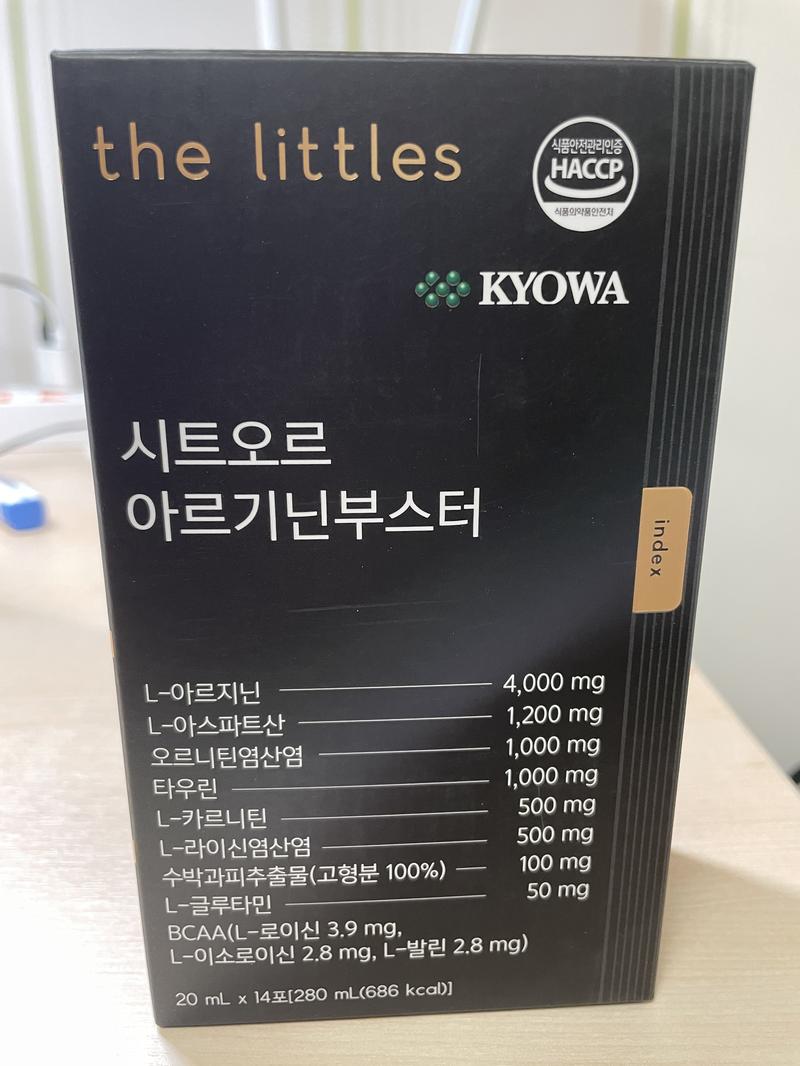 the littles
식품안전관리인증
HACCP
식품의약품안전처
KYOWA
시트오르
아르기닌부스터
index
L-아르지닌 4,000 mg
L-아스파트산 1,200 mg
오르니틴염산염 1,000 mg
타우린 1,000 mg
L-카르니틴 500 mg
L-라이신염산염 500 mg
수박과피추출물(고형분 100%) 100 mg
L-글루타민 50 mg
BCAA(L-로이신 3.9 mg,
L-이소로이신 2.8 mg, L-발린 2.8 mg)
20 mL x 14포[280 mL(686 kcal)]